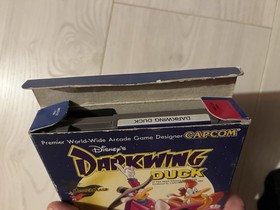 DARKWING DUCK
Premier World-Wide Arcade Game Designer CAPCOM
DISNEY'S
DARKWING
DUCK